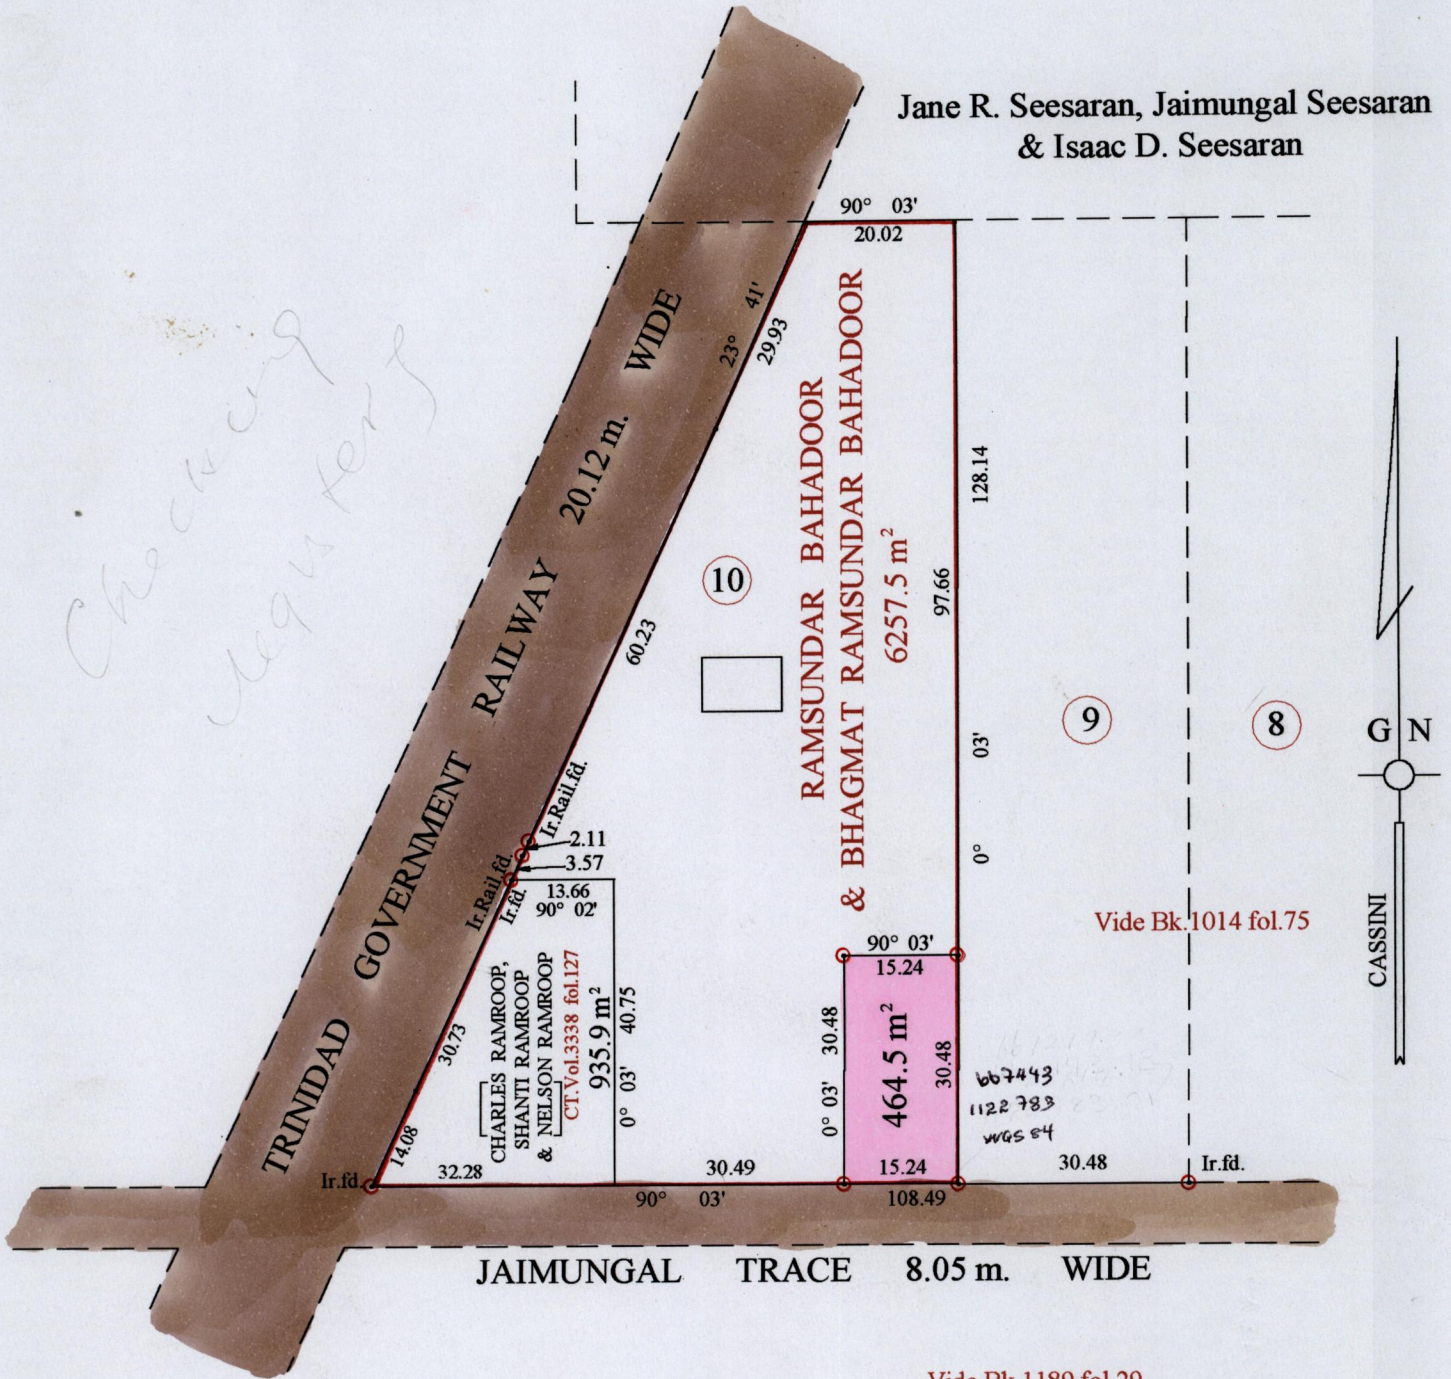 Jane R. Seesaran, Jaimungal Seesaran
& Isaac D. Seesaran
90° 03'
20.02
TRINIDAD GOVERNMENT RAILWAY 20.12 m. WIDE
23° 41'
29.93
60.23
RAMSUNDAR BAHADOOR
& BHAGMAT RAMSUNDAR BAHADOOR
6257.5 m²
128.14
97.66
0° 03'
10
9
8
G N
CASSINI
Checking
Ir.Rail.fd.
2.11
Ir.Rail.fd.
3.57
Ir.fd.
13.66
90° 02'
CHARLES RAMROOP,
SHANTI RAMROOP
& NELSON RAMROOP
CT.Vol.3338 fol.127
935.9 m²
40.75
0° 03'
30.73
14.08
Vide Bk.1014 fol.75
90° 03'
15.24
30.48
0° 03'
464.5 m²
30.48
667443
1122783
WGS 84
Ir.fd.
32.28
30.49
15.24
30.48
Ir.fd.
90° 03'
108.49
JAIMUNGAL TRACE 8.05 m. WIDE
Vide Bk.1189 fol.29